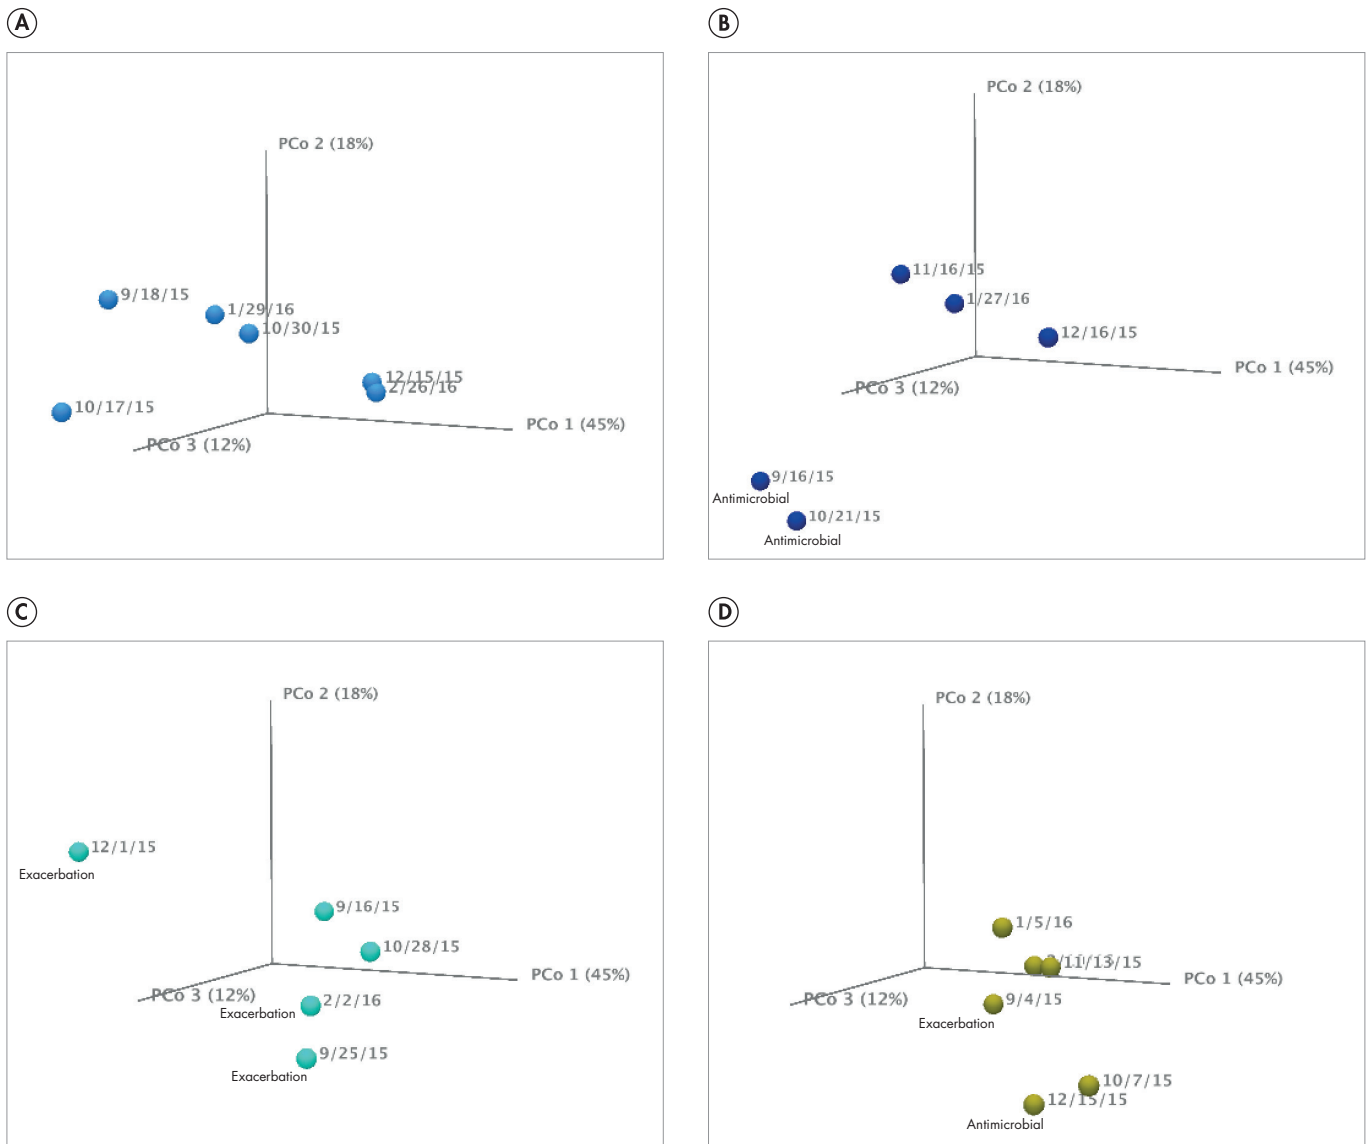 A
PCo 2 (18%)
9/18/15
1/29/16
10/30/15
12/15/15
2/26/16
10/17/15
PCo 1 (45%)
PCo 3 (12%)
B
PCo 2 (18%)
11/16/15
1/27/16
12/16/15
PCo 1 (45%)
PCo 3 (12%)
9/16/15
Antimicrobial
10/21/15
Antimicrobial
C
PCo 2 (18%)
12/1/15
Exacerbation
9/16/15
10/28/15
PCo 1 (45%)
PCo 3 (12%)
2/2/16
Exacerbation
9/25/15
Exacerbation
D
PCo 2 (18%)
1/5/16
11/13/15
PCo 1 (45%)
PCo 3 (12%)
9/4/15
Exacerbation
10/7/15
12/15/15
Antimicrobial